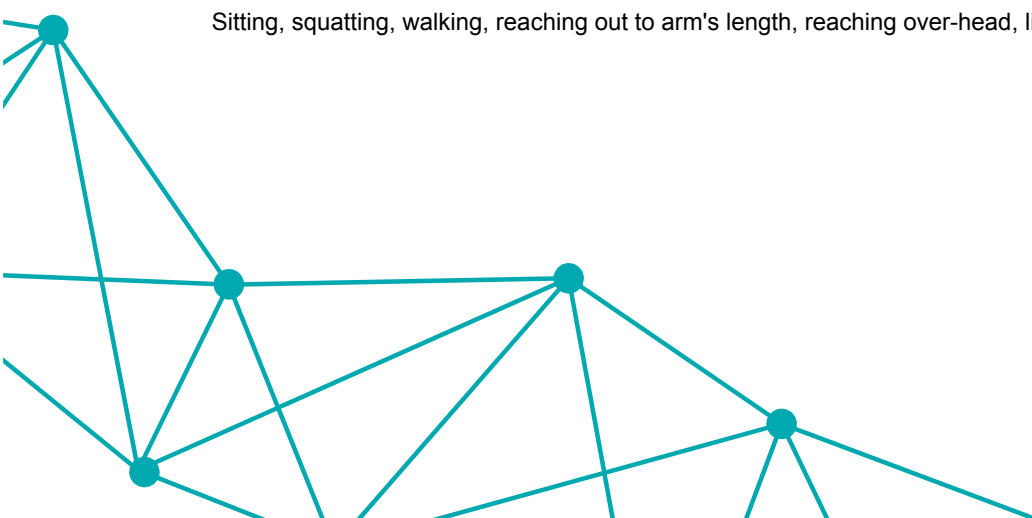 Sitting, squatting, walking, reaching out to arm's length, reaching over-head,